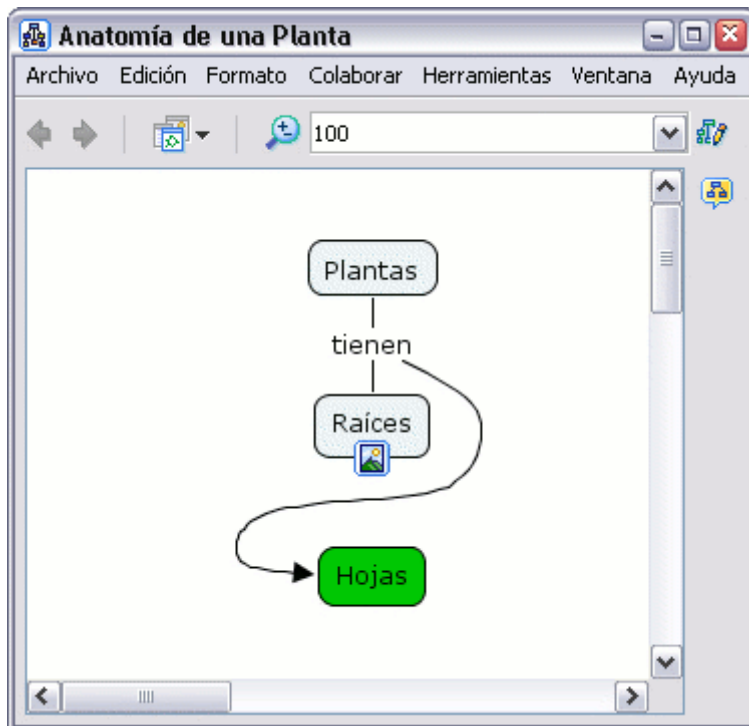 Anatomía de una Planta
Archivo Edición Formato Colaborar Herramientas Ventana Ayuda
100
Plantas
tienen
Raíces
Hojas